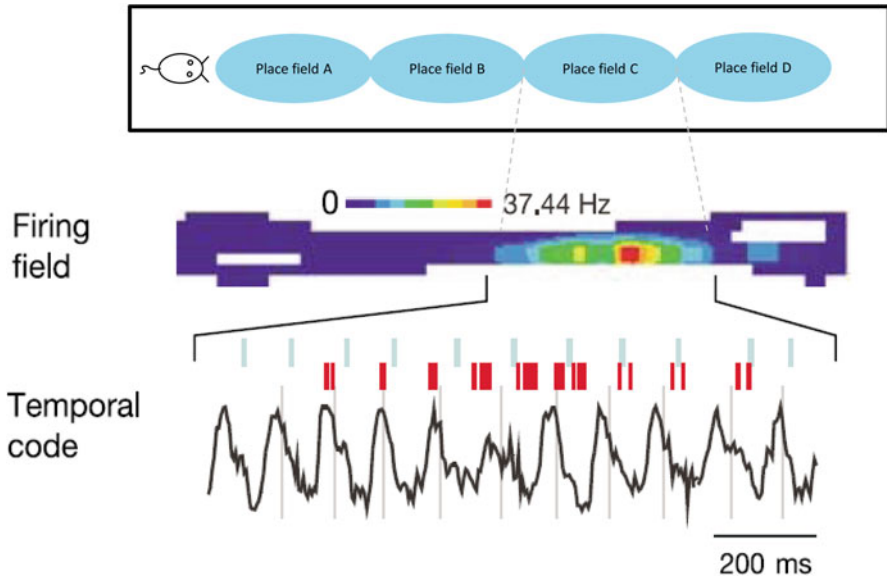 Place field A Place field B Place field C Place field D
0 37.44 Hz
Firing
field
Temporal
code
200 ms